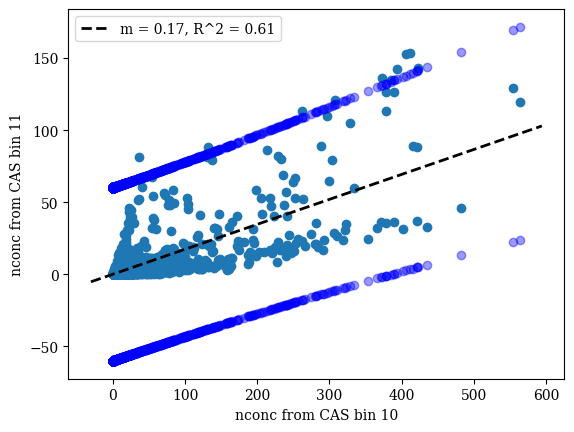 m = 0.17, R^2 = 0.61
150
100
50
0
−50
nconc from CAS bin 11
0 100 200 300 400 500 600
nconc from CAS bin 10